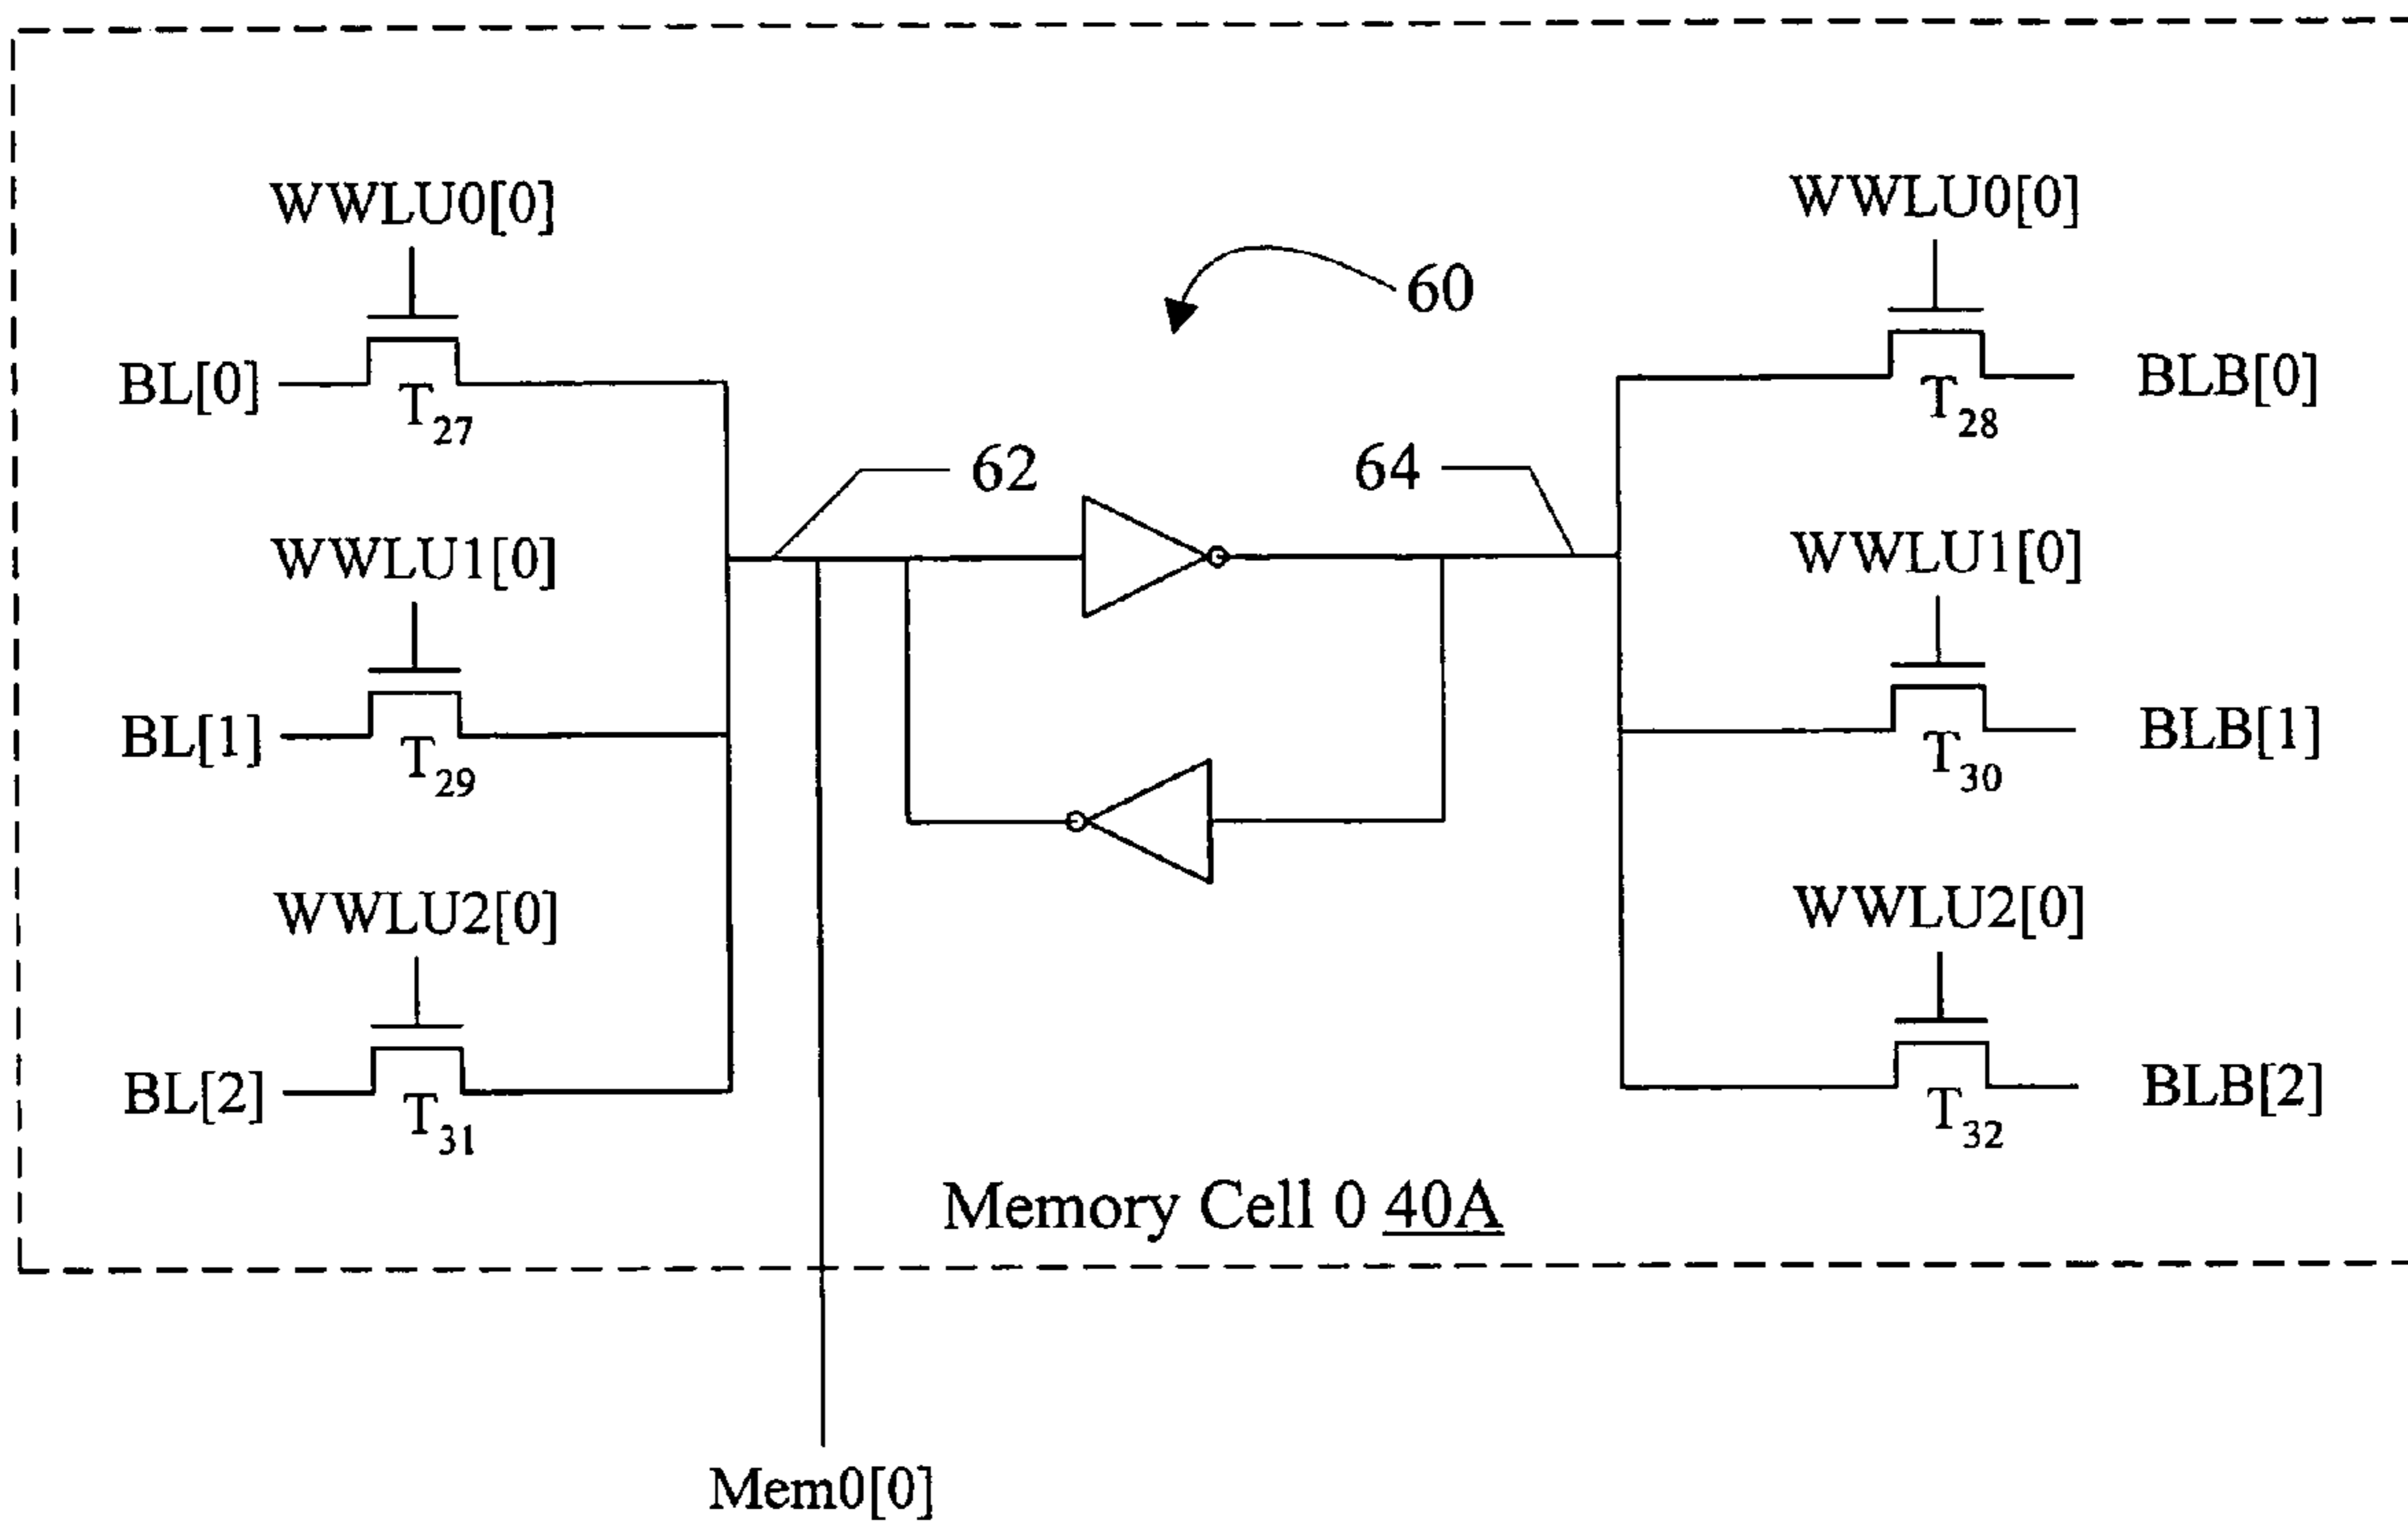 WWLU0[0]
WWLU0[0]
60
BL[0]
T27
T28
BLB[0]
62
64
WWLU1[0]
WWLU1[0]
BL[1]
T29
T30
BLB[1]
WWLU2[0]
WWLU2[0]
BL[2]
T31
T32
BLB[2]
Memory Cell 0 40A
Mem0[0]